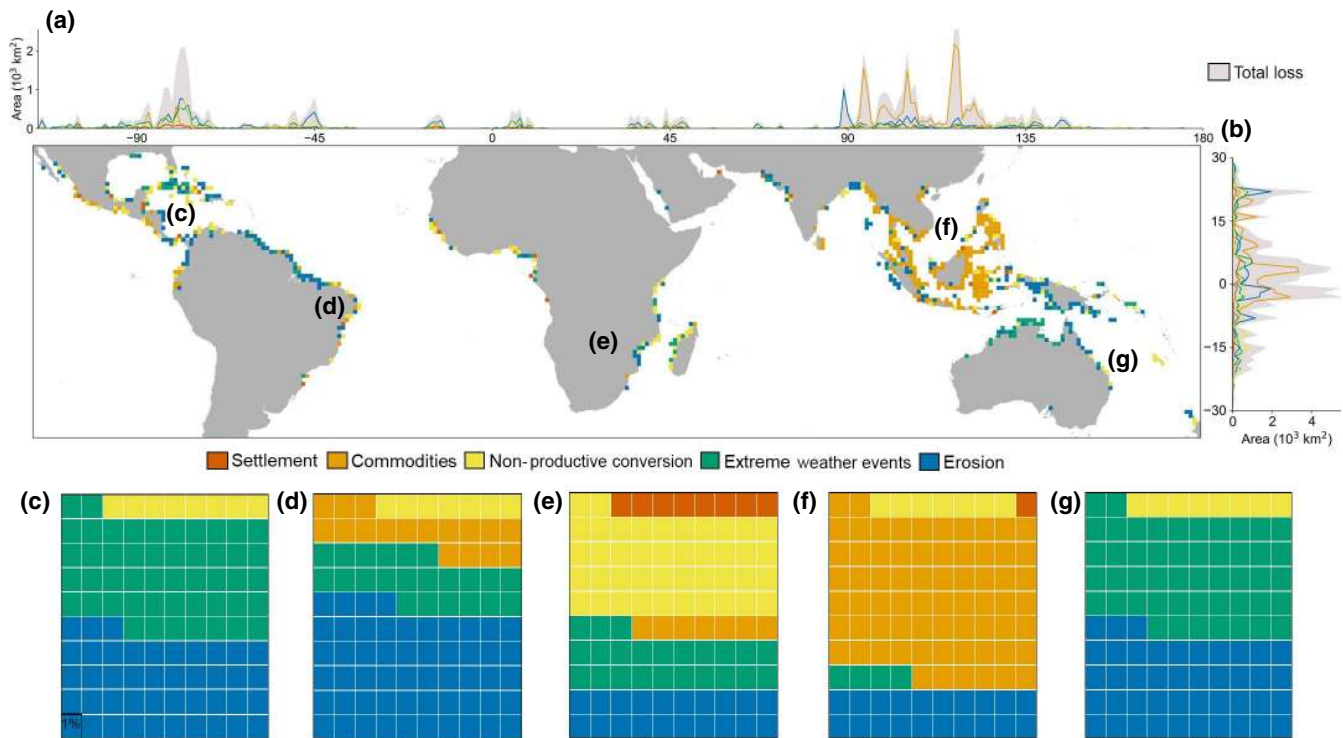 (a)
Area (10³ km²)
2
1
0
Total loss
−90
−45
0
45
90
135
180
(b)
30
15
0
−15
−30
0
2
4
Area (10³ km²)
(c)
(d)
(e)
(f)
(g)
Settlement
Commodities
Non-productive conversion
Extreme weather events
Erosion
(c)
(d)
(e)
(f)
(g)
1%